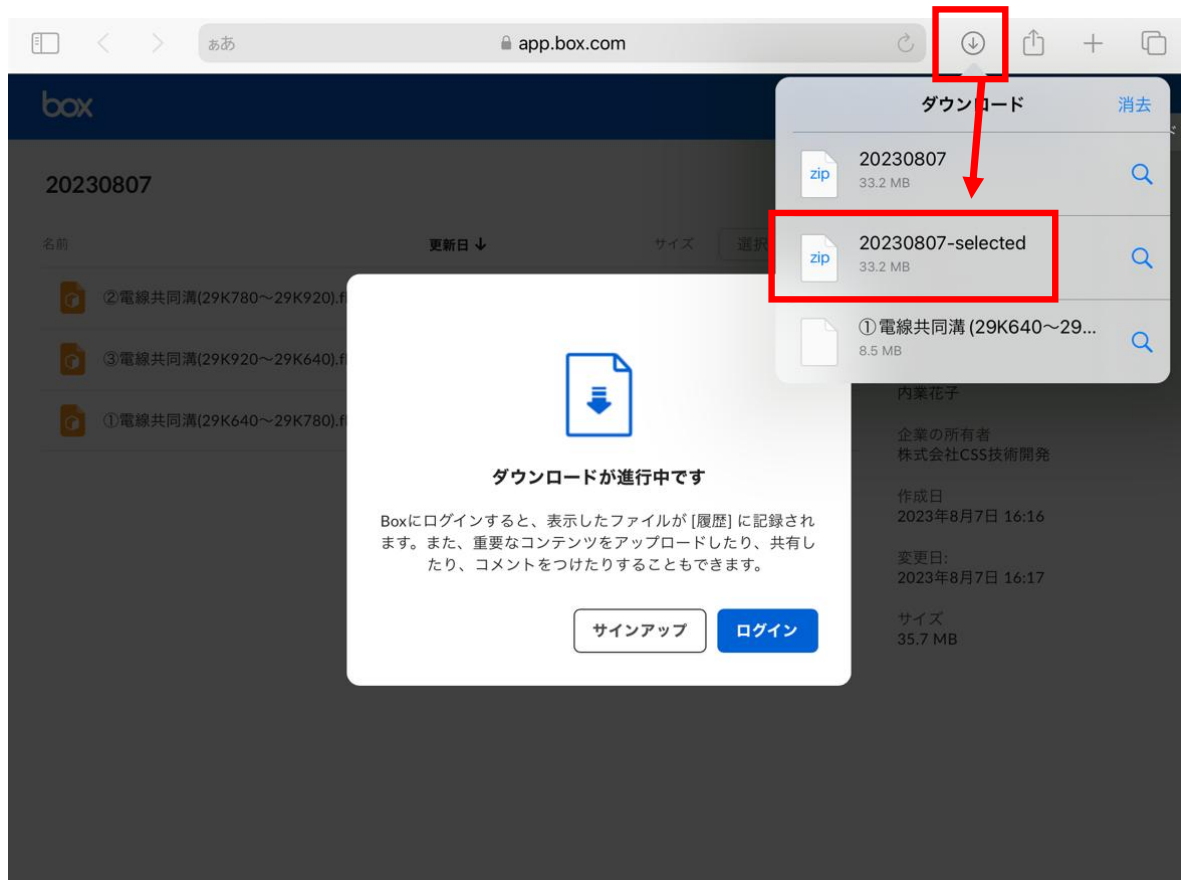 ぁあ
app.box.com
box
ダウンロード
消去
zip
20230807
33.2 MB
zip
20230807-selected
33.2 MB
①電線共同溝 (29K640～29...
8.5 MB
20230807
名前
更新日
サイズ
選択
②電線共同溝(29K780～29K920).f
③電線共同溝(29K920～29K640).f
①電線共同溝(29K640～29K780).f
ダウンロードが進行中です
Boxにログインすると、表示したファイルが [履歴] に記録され
ます。また、重要なコンテンツをアップロードしたり、共有し
たり、コメントをつけたりすることもできます。
サインアップ
ログイン
内業花子
企業の所有者
株式会社CSS技術開発
作成日
2023年8月7日 16:16
変更日:
2023年8月7日 16:17
サイズ
35.7 MB